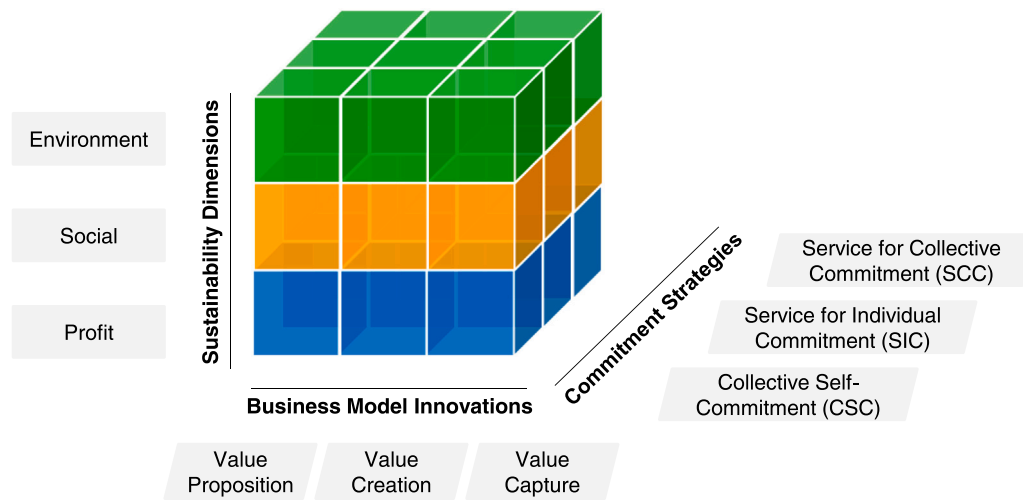 Environment
Social
Profit
Sustainability Dimensions
Business Model Innovations
Value
Proposition
Value
Creation
Value
Capture
Commitment Strategies
Service for Collective
Commitment (SCC)
Service for Individual
Commitment (SIC)
Collective Self-
Commitment (CSC)